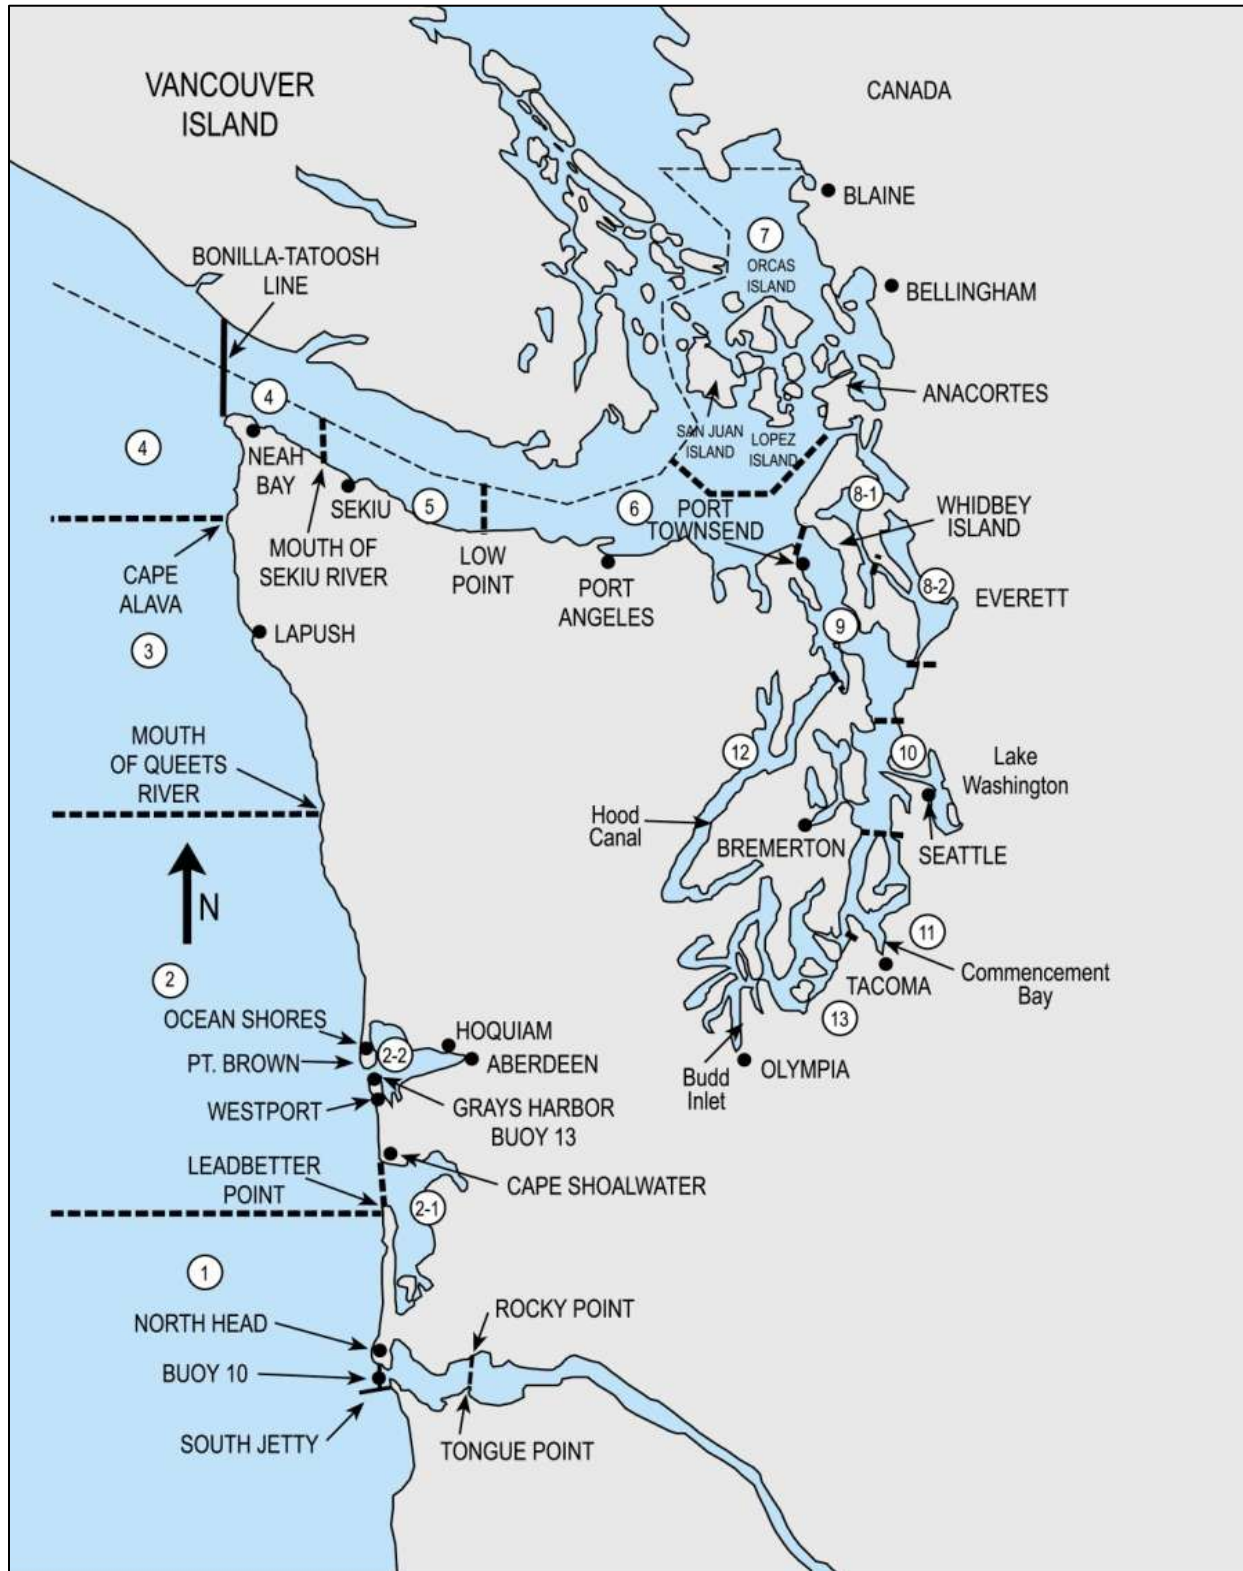 VANCOUVER
ISLAND
CANADA
BLAINE
7
ORCAS
ISLAND
BONILLA-TATOOSH
LINE
BELLINGHAM
4
ANACORTES
4
NEAH
BAY
SAN JUAN
ISLAND
LOPEZ
ISLAND
SEKIU
5
6
PORT
TOWNSEND
8-1
WHIDBEY
ISLAND
CAPE
ALAVA
MOUTH OF
SEKIU RIVER
LOW
POINT
PORT
ANGELES
8-2
EVERETT
3
LAPUSH
9
MOUTH
OF QUEETS
RIVER
12
10
Lake
Washington
Hood
Canal
BREMERTON
SEATTLE
N
2
11
TACOMA
Commencement
Bay
13
OCEAN SHORES
HOQUIAM
2-2
PT. BROWN
ABERDEEN
Budd
Inlet
OLYMPIA
WESTPORT
GRAYS HARBOR
BUOY 13
LEADBETTER
POINT
CAPE SHOALWATER
2-1
1
ROCKY POINT
NORTH HEAD
BUOY 10
SOUTH JETTY
TONGUE POINT